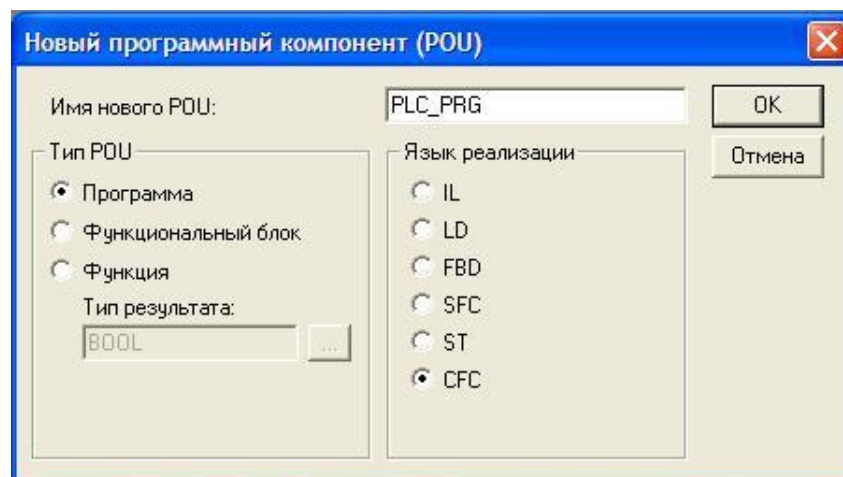 Новый программный компонент (POU)
Имя нового POU: PLC_PRG OK
Отмена
Тип POU
Программа
Функциональный блок
Функция
Тип результата:
BOOL ...
Язык реализации
IL
LD
FBD
SFC
ST
CFC